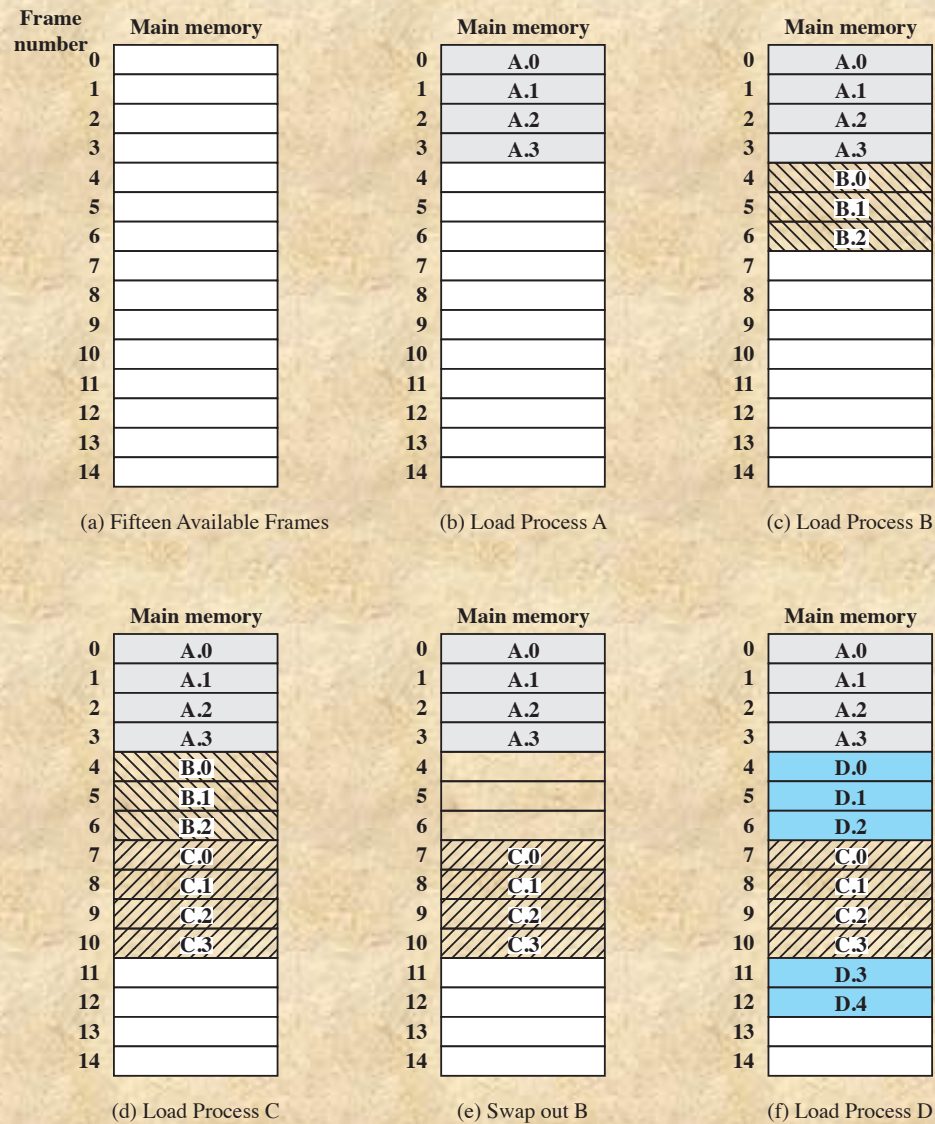 Frame
number
Main memory
0
1
2
3
4
5
6
7
8
9
10
11
12
13
14
(a) Fifteen Available Frames
Main memory
0 A.0
1 A.1
2 A.2
3 A.3
4
5
6
7
8
9
10
11
12
13
14
(b) Load Process A
Main memory
0 A.0
1 A.1
2 A.2
3 A.3
4 B.0
5 B.1
6 B.2
7
8
9
10
11
12
13
14
(c) Load Process B
Main memory
0 A.0
1 A.1
2 A.2
3 A.3
4 B.0
5 B.1
6 B.2
7 C.0
8 C.1
9 C.2
10 C.3
11
12
13
14
(d) Load Process C
Main memory
0 A.0
1 A.1
2 A.2
3 A.3
4
5
6
7 C.0
8 C.1
9 C.2
10 C.3
11
12
13
14
(e) Swap out B
Main memory
0 A.0
1 A.1
2 A.2
3 A.3
4 D.0
5 D.1
6 D.2
7 C.0
8 C.1
9 C.2
10 C.3
11 D.3
12 D.4
13
14
(f) Load Process D